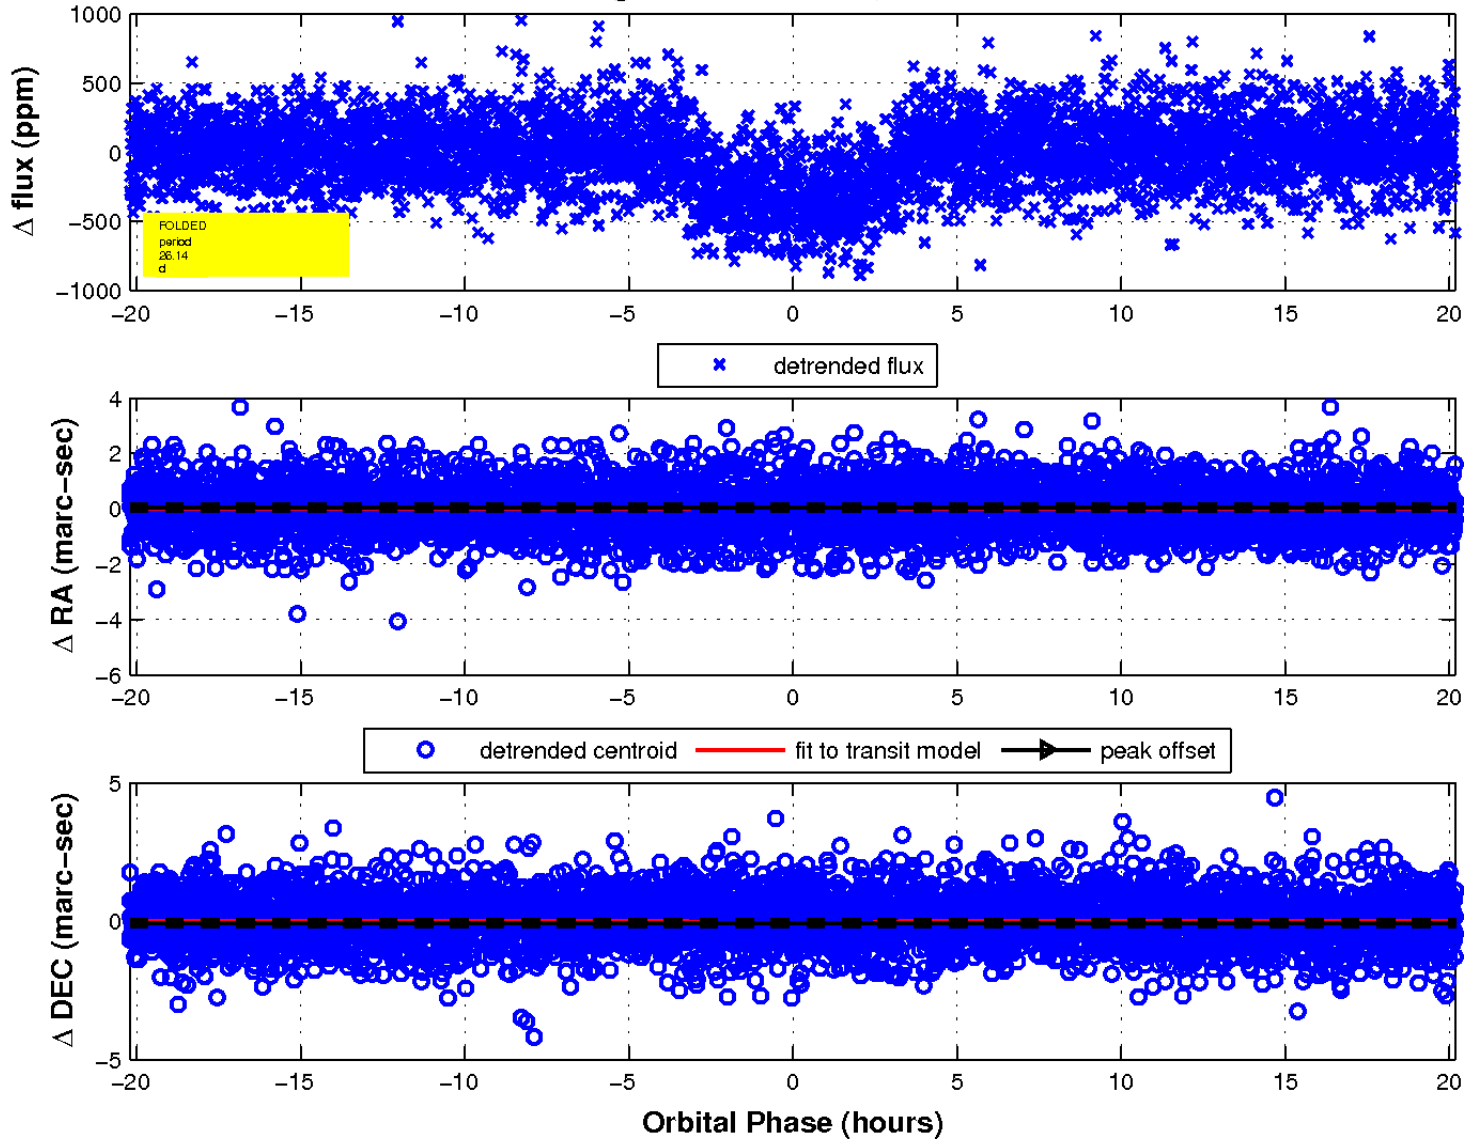 1000
500
0
−500
−1000
Δ flux (ppm)
FOLDED
period
26.14
d
−20 −15 −10 −5 0 5 10 15 20
detrended flux
4
2
0
−2
−4
−6
Δ RA (marc−sec)
−20 −15 −10 −5 0 5 10 15 20
detrended centroid fit to transit model peak offset
5
0
−5
Δ DEC (marc−sec)
−20 −15 −10 −5 0 5 10 15 20
Orbital Phase (hours)